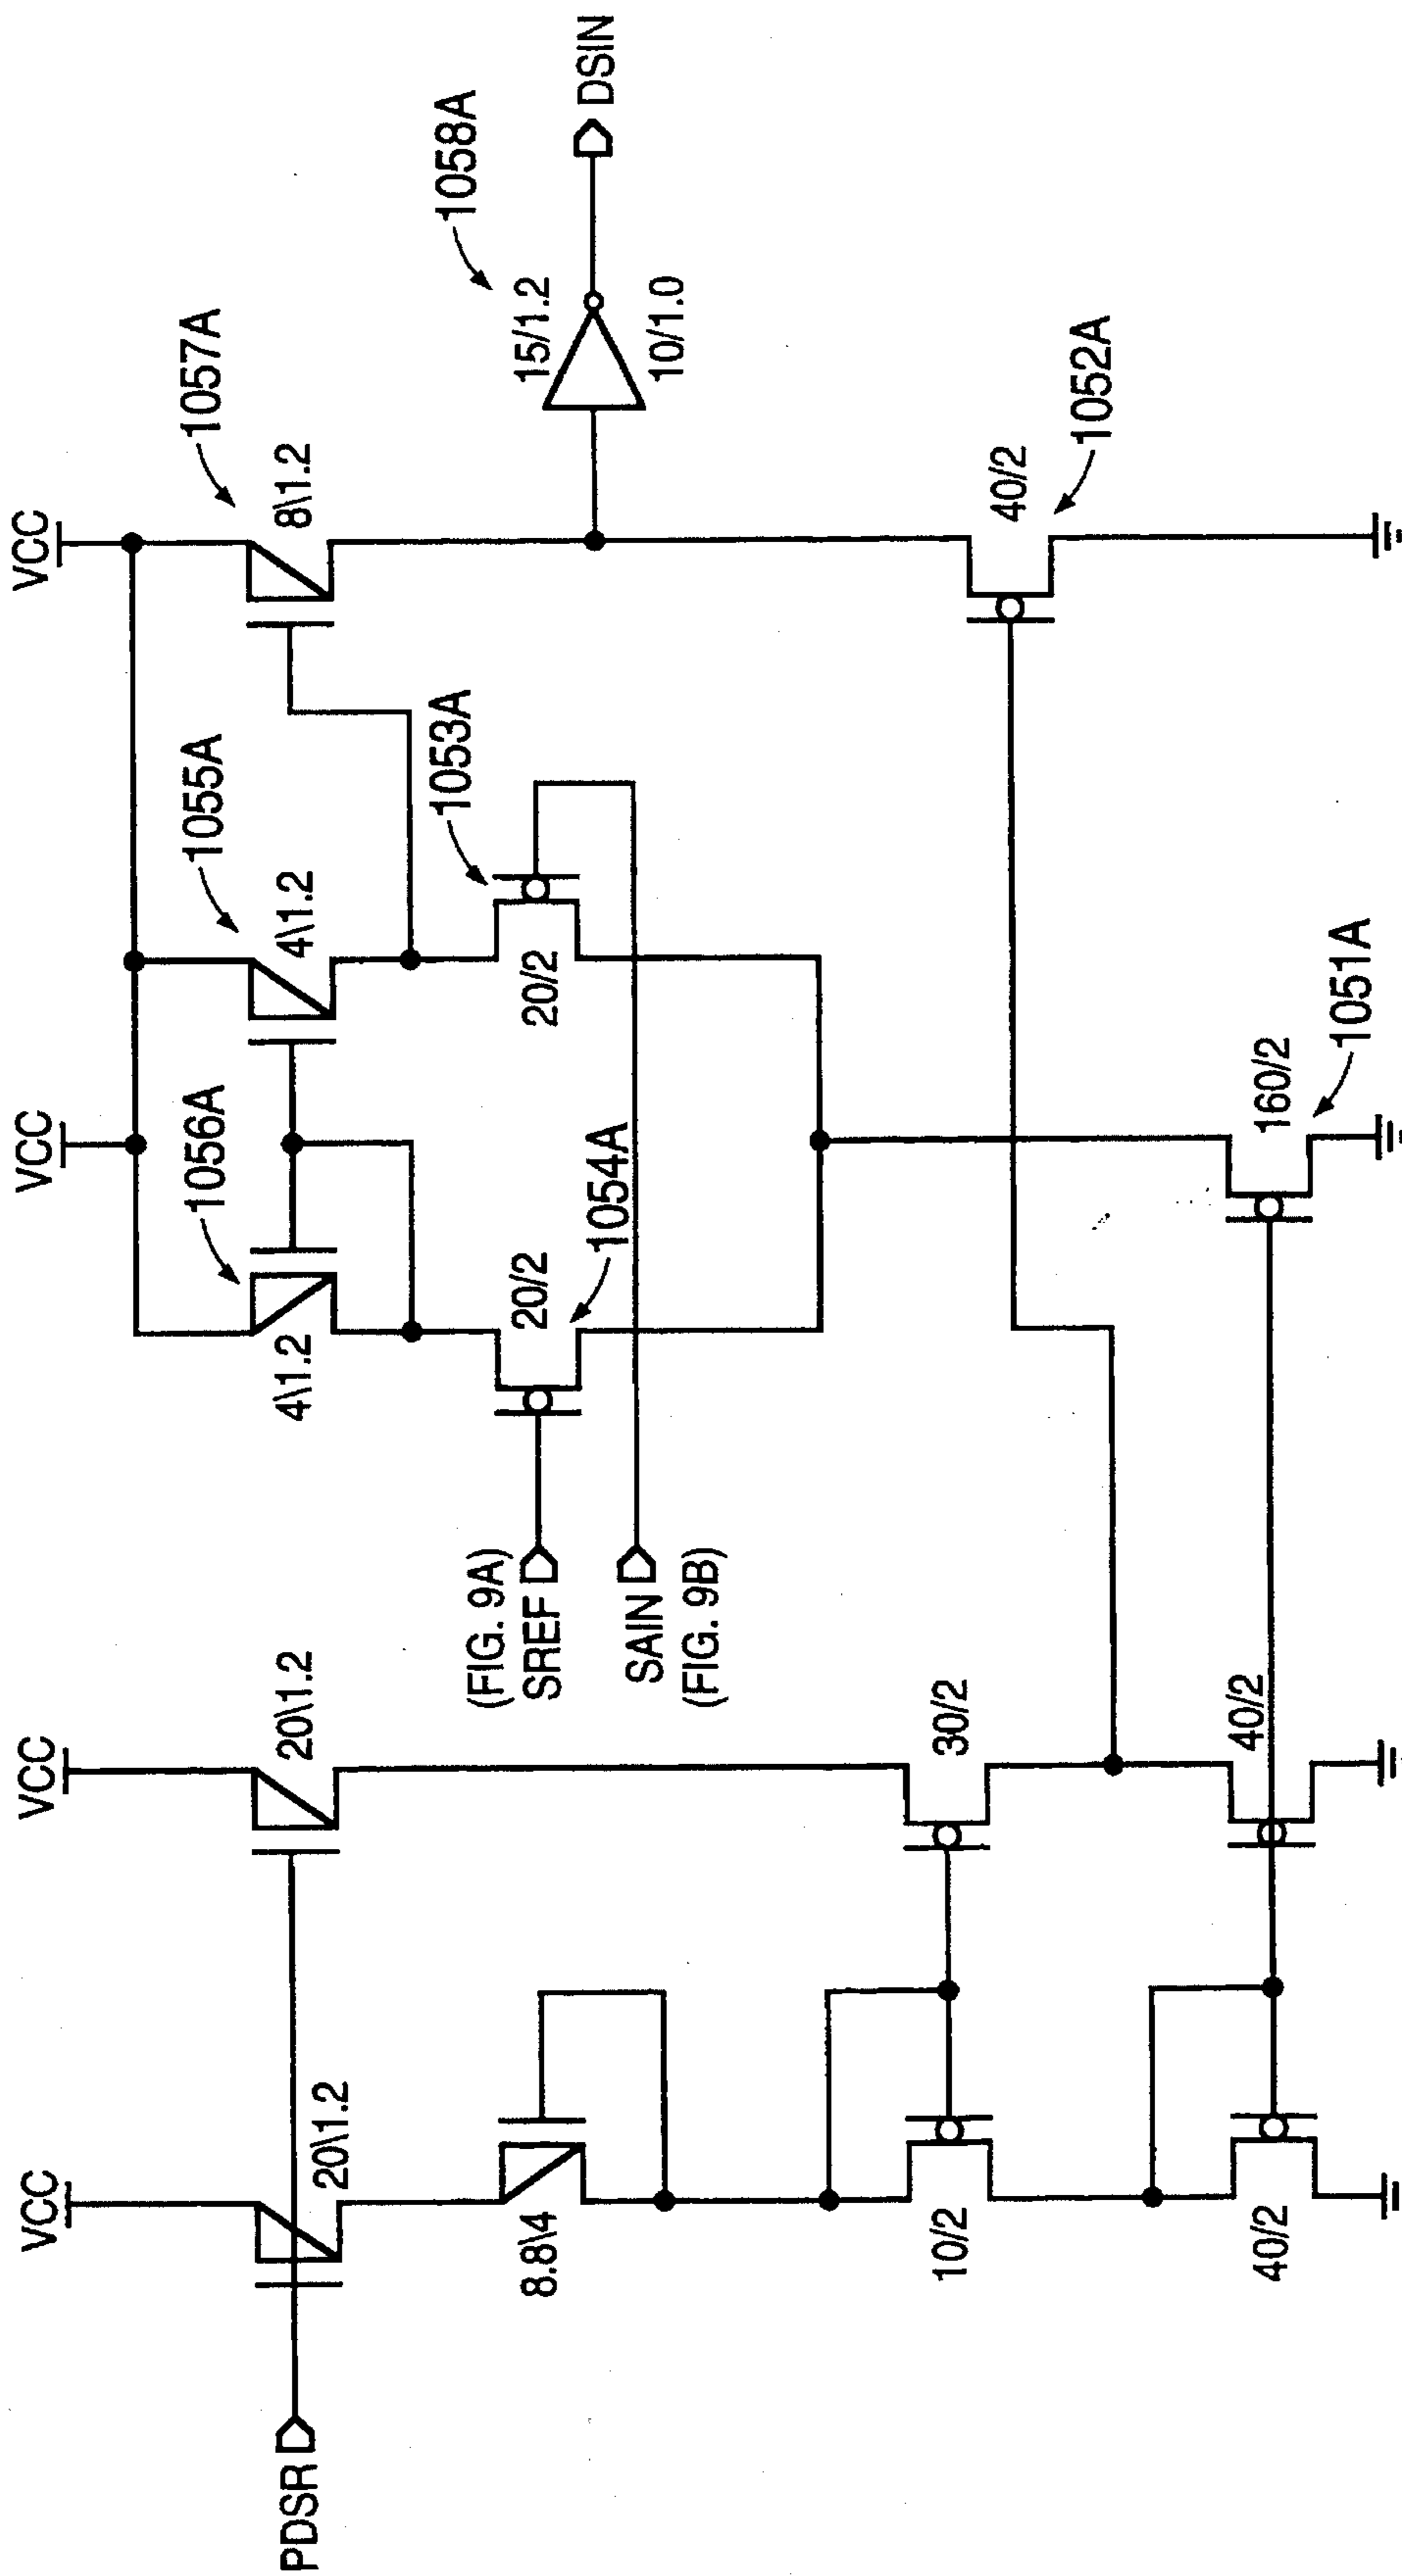 VCC
VCC
VCC
VCC
PDSR
20\1.2
20\1.2
8.8\4
10/2
30/2
40/2
40/2
(FIG. 9A)
SREF
SAIN
(FIG. 9B)
1056A
4\1.2
1055A
4\1.2
1057A
8\1.2
20/2
1054A
1053A
20/2
1058A
15/1.2
10/1.0
DSIN
40/2
1052A
160/2
1051A